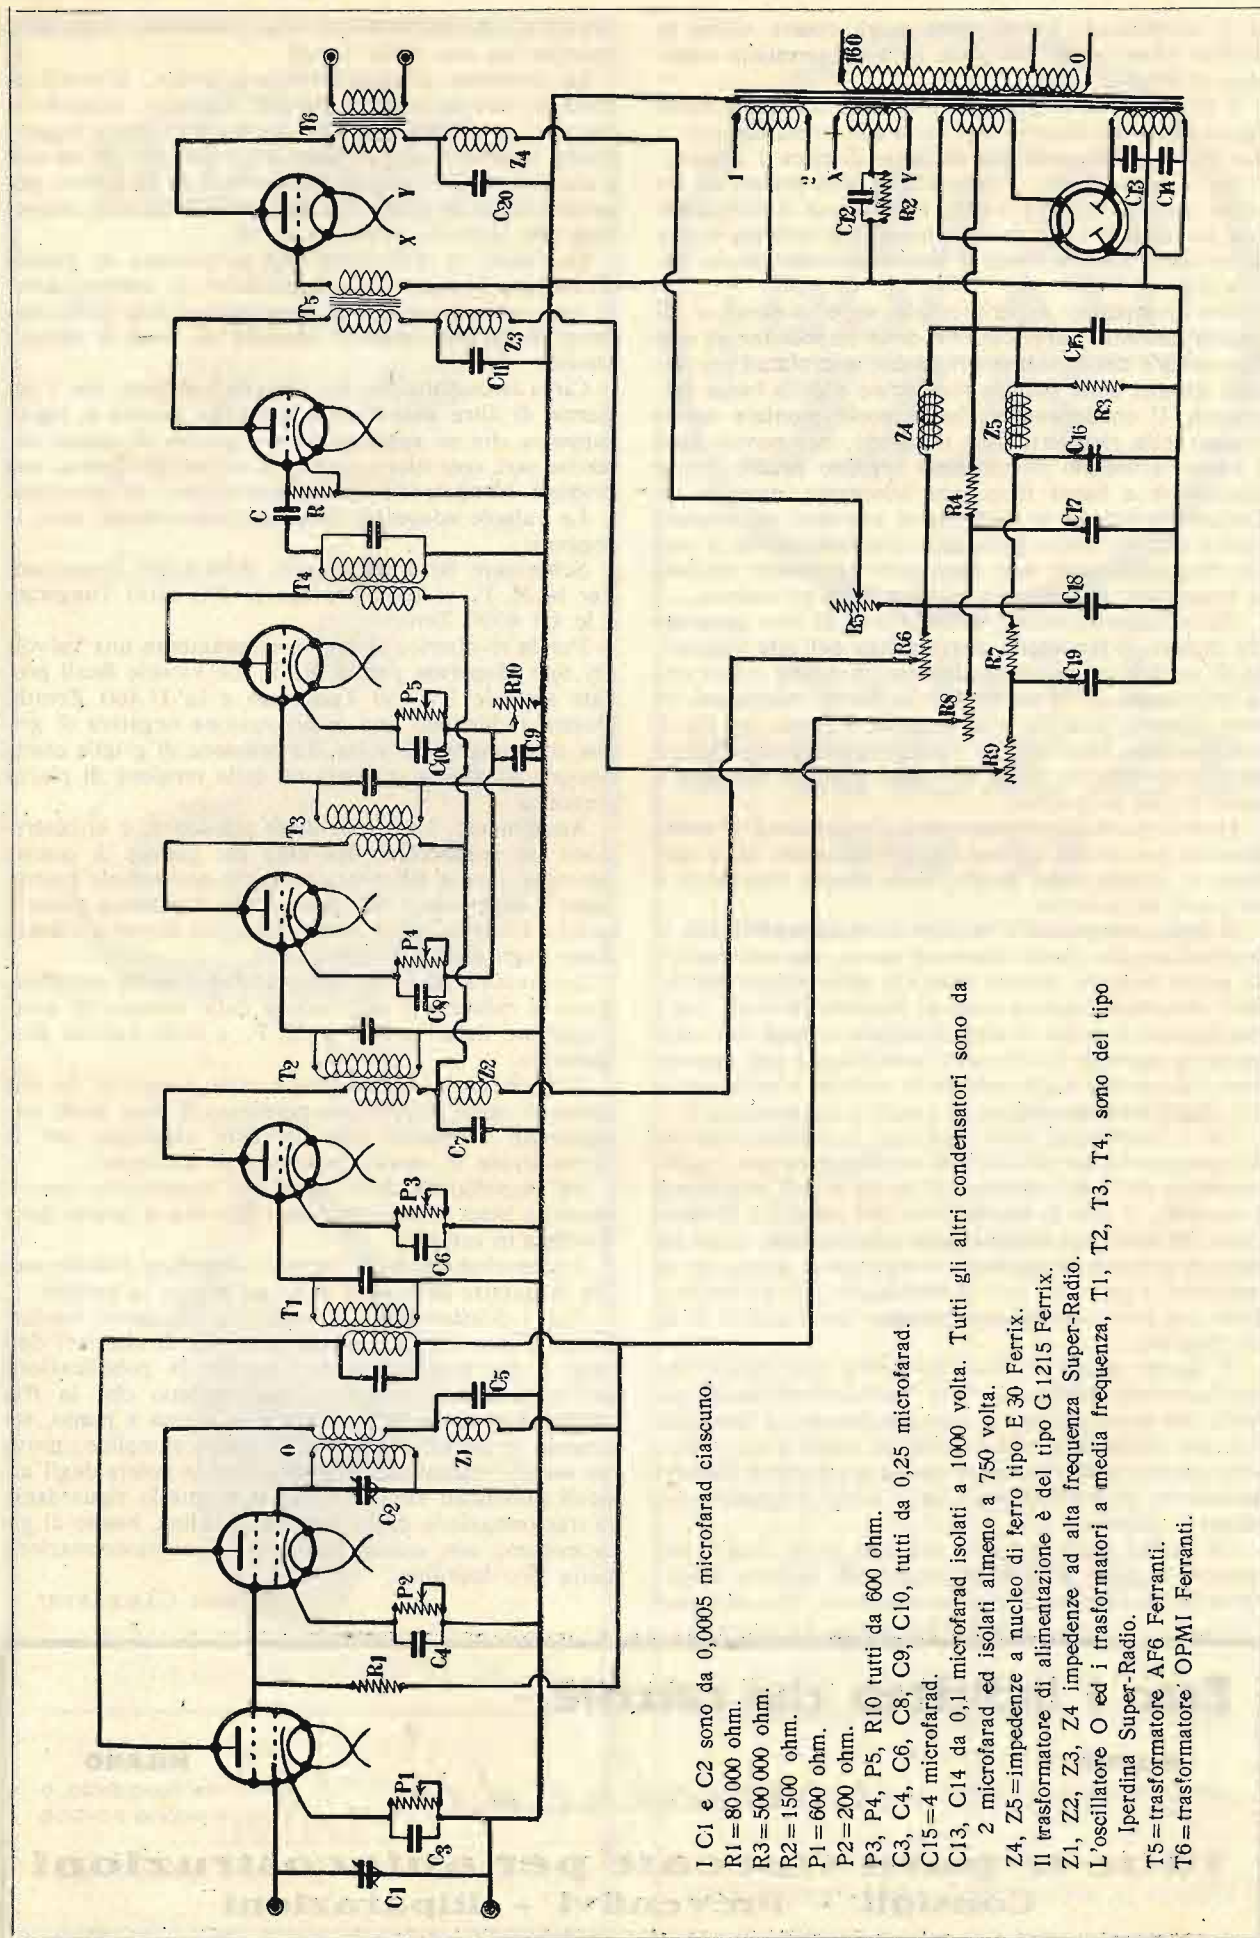 T6
Z4
C20
X
Y
T5
C11
Z3
C
R
T4
P5
C10
R10
C9
T3
P4
C8
T2
C7
Z2
P3
C6
T1
C5
O
Z1
C2
P2
C4
R1
P1
C3
C1
160
0
1
2
X
Y
C12
R2
C13
C14
Z4
Z5
C15
R3
C16
R4
C17
R5
C18
R6
R7
R8
C19
R9
I C1 e C2 sono da 0,0005 microfarad ciascuno.
R1=80 000 ohm.
R3=500 000 ohm.
R2=1500 ohm.
P1=600 ohm.
P2=200 ohm.
P3, P4, P5, R10 tutti da 600 ohm.
C3, C4, C6, C8, C9, C10, tutti da 0,25 microfarad.
C15=4 microfarad.
C13, C14 da 0,1 microfarad isolati a 1000 volta. Tutti gli altri condensatori sono da
2 microfarad ed isolati almeno a 750 volta.
Z4, Z5=impedenze a nucleo di ferro tipo E 30 Ferrix.
Il trasformatore di alimentazione è del tipo G 1215 Ferrix.
Z1, Z2, Z3, Z4 impedenze ad alta frequenza Super-Radio.
L'oscillatore O ed i trasformatori a media frequenza, T1, T2, T3, T4, sono del tipo
Iperdina Super-Radio.
T5=trasformatore AF6 Ferranti.
T6=trasformatore OPM1 Ferranti.